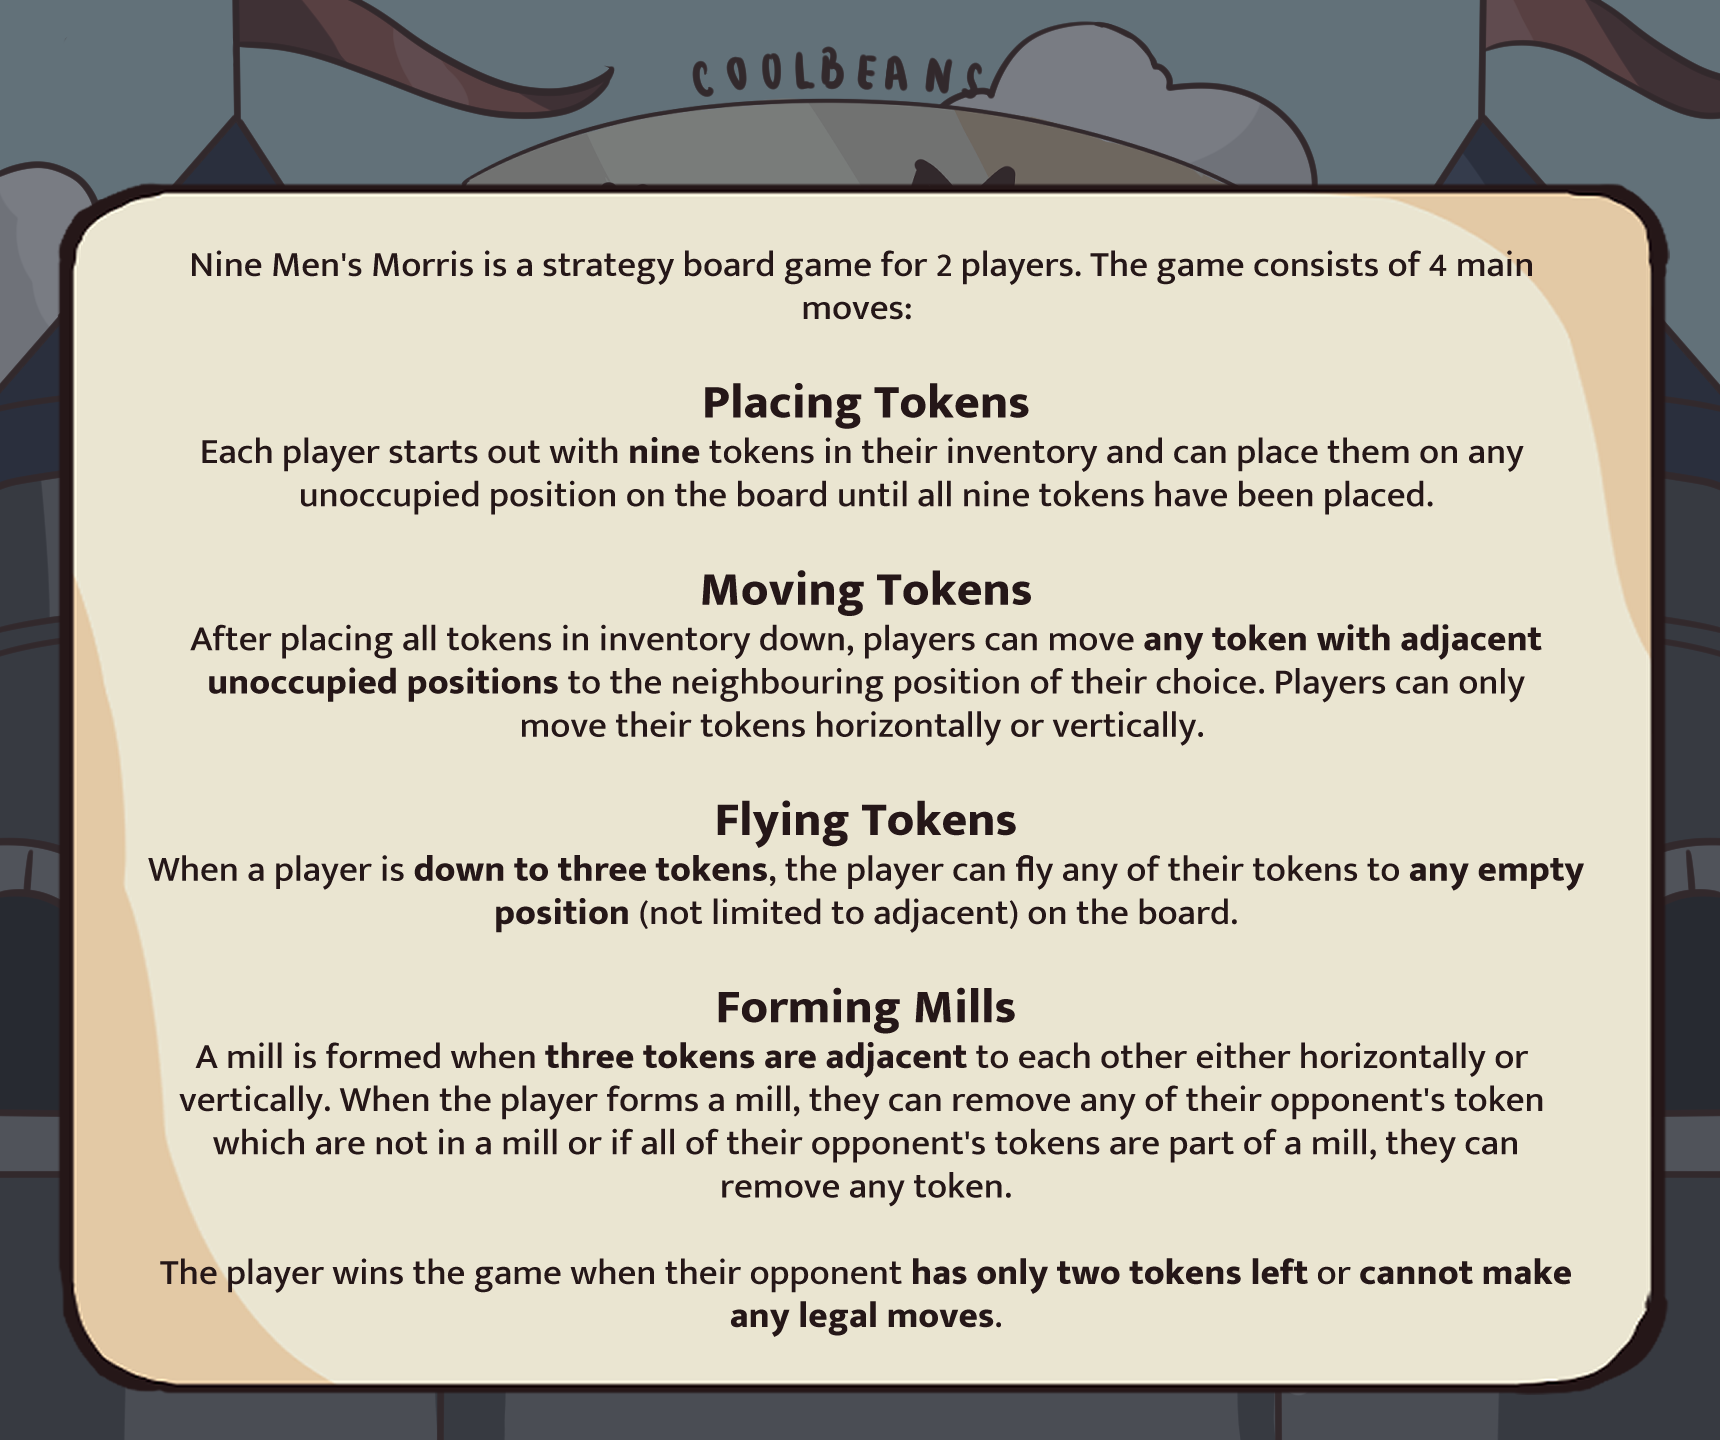 COOLBEANS
Nine Men's Morris is a strategy board game for 2 players. The game consists of 4 main
moves:
Placing Tokens
Each player starts out with nine tokens in their inventory and can place them on any
unoccupied position on the board until all nine tokens have been placed.
Moving Tokens
After placing all tokens in inventory down, players can move any token with adjacent
unoccupied positions to the neighbouring position of their choice. Players can only
move their tokens horizontally or vertically.
Flying Tokens
When a player is down to three tokens, the player can fly any of their tokens to any empty
position (not limited to adjacent) on the board.
Forming Mills
A mill is formed when three tokens are adjacent to each other either horizontally or
vertically. When the player forms a mill, they can remove any of their opponent's token
which are not in a mill or if all of their opponent's tokens are part of a mill, they can
remove any token.
The player wins the game when their opponent has only two tokens left or cannot make
any legal moves.